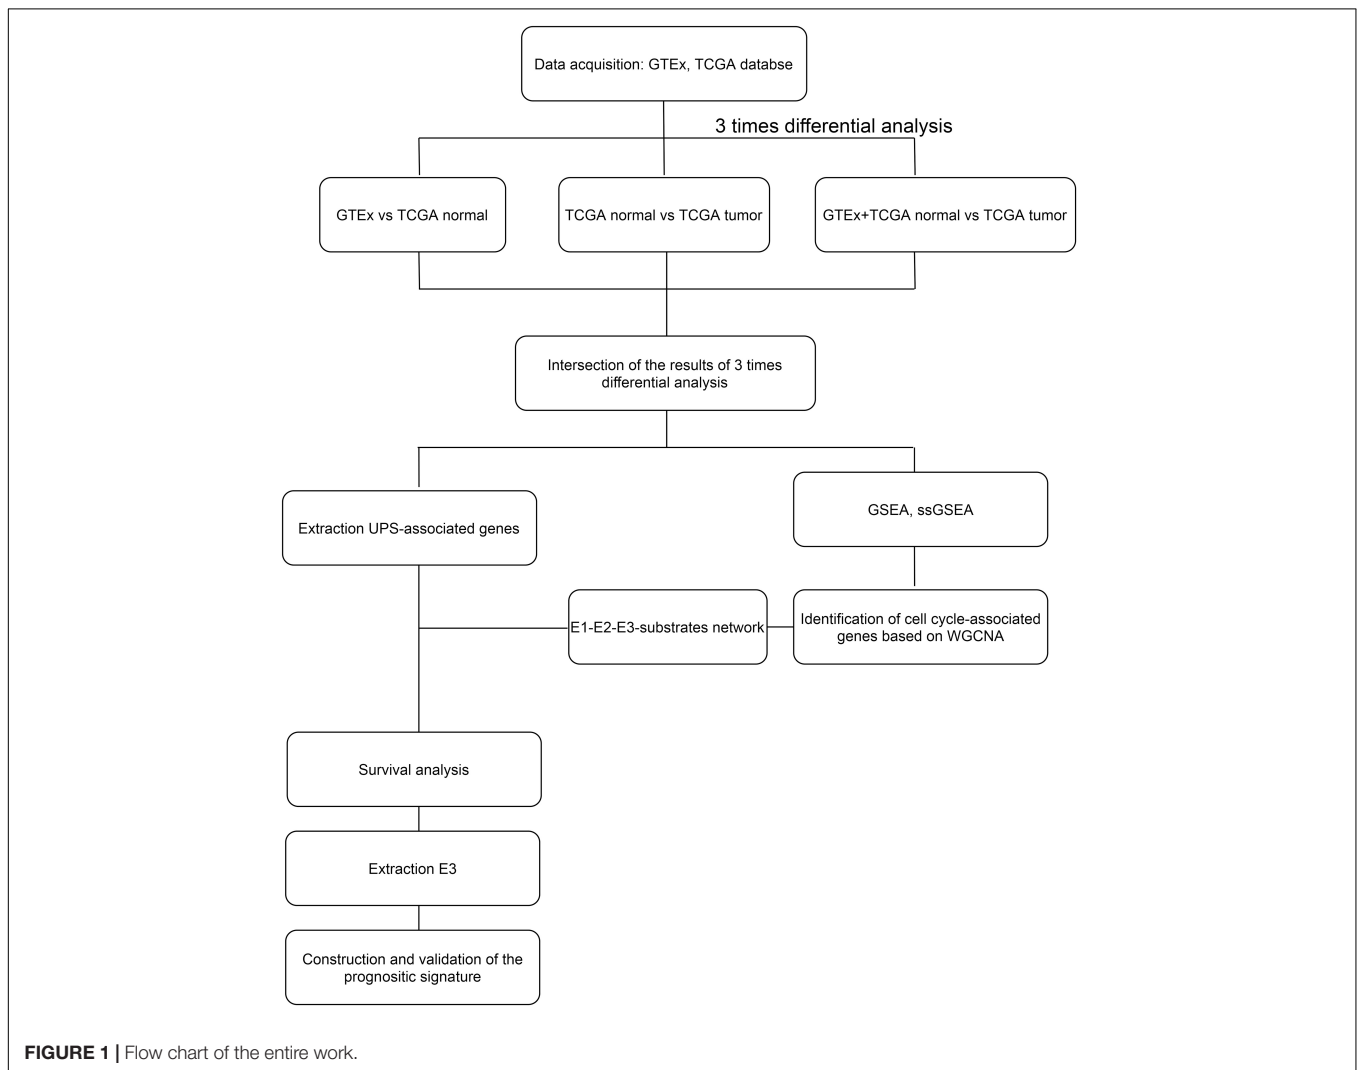 Data acquisition: GTEx, TCGA databse
3 times differential analysis
GTEx vs TCGA normal
TCGA normal vs TCGA tumor
GTEx+TCGA normal vs TCGA tumor
Intersection of the results of 3 times
differential analysis
Extraction UPS-associated genes
GSEA, ssGSEA
E1-E2-E3-substrates network
Identification of cell cycle-associated
genes based on WGCNA
Survival analysis
Extraction E3
Construction and validation of the
prognositic signature
FIGURE 1 | Flow chart of the entire work.